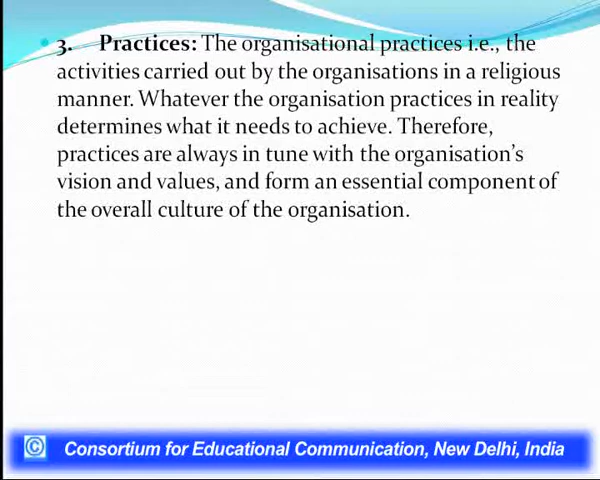 3. Practices: The organisational practices i.e., the
activities carried out by the organisations in a religious
manner. Whatever the organisation practices in reality
determines what it needs to achieve. Therefore,
practices are always in tune with the organisation's
vision and values, and form an essential component of
the overall culture of the organisation.
© Consortium for Educational Communication, New Delhi, India